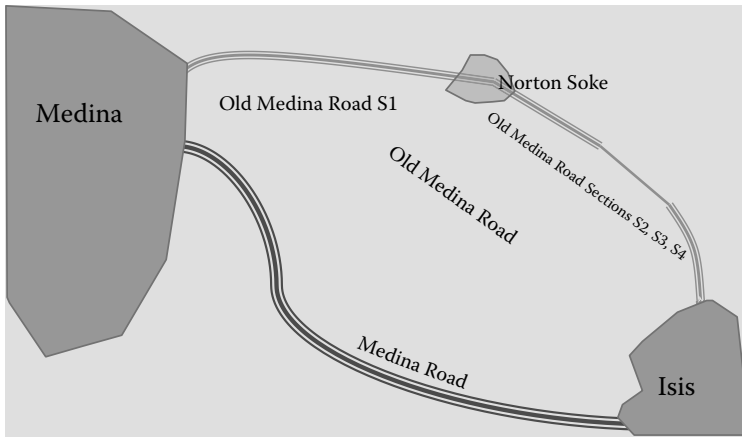 Medina
Norton Soke
Old Medina Road S1
Old Medina Road Sections S2, S3, S4
Old Medina Road
Medina Road
Isis